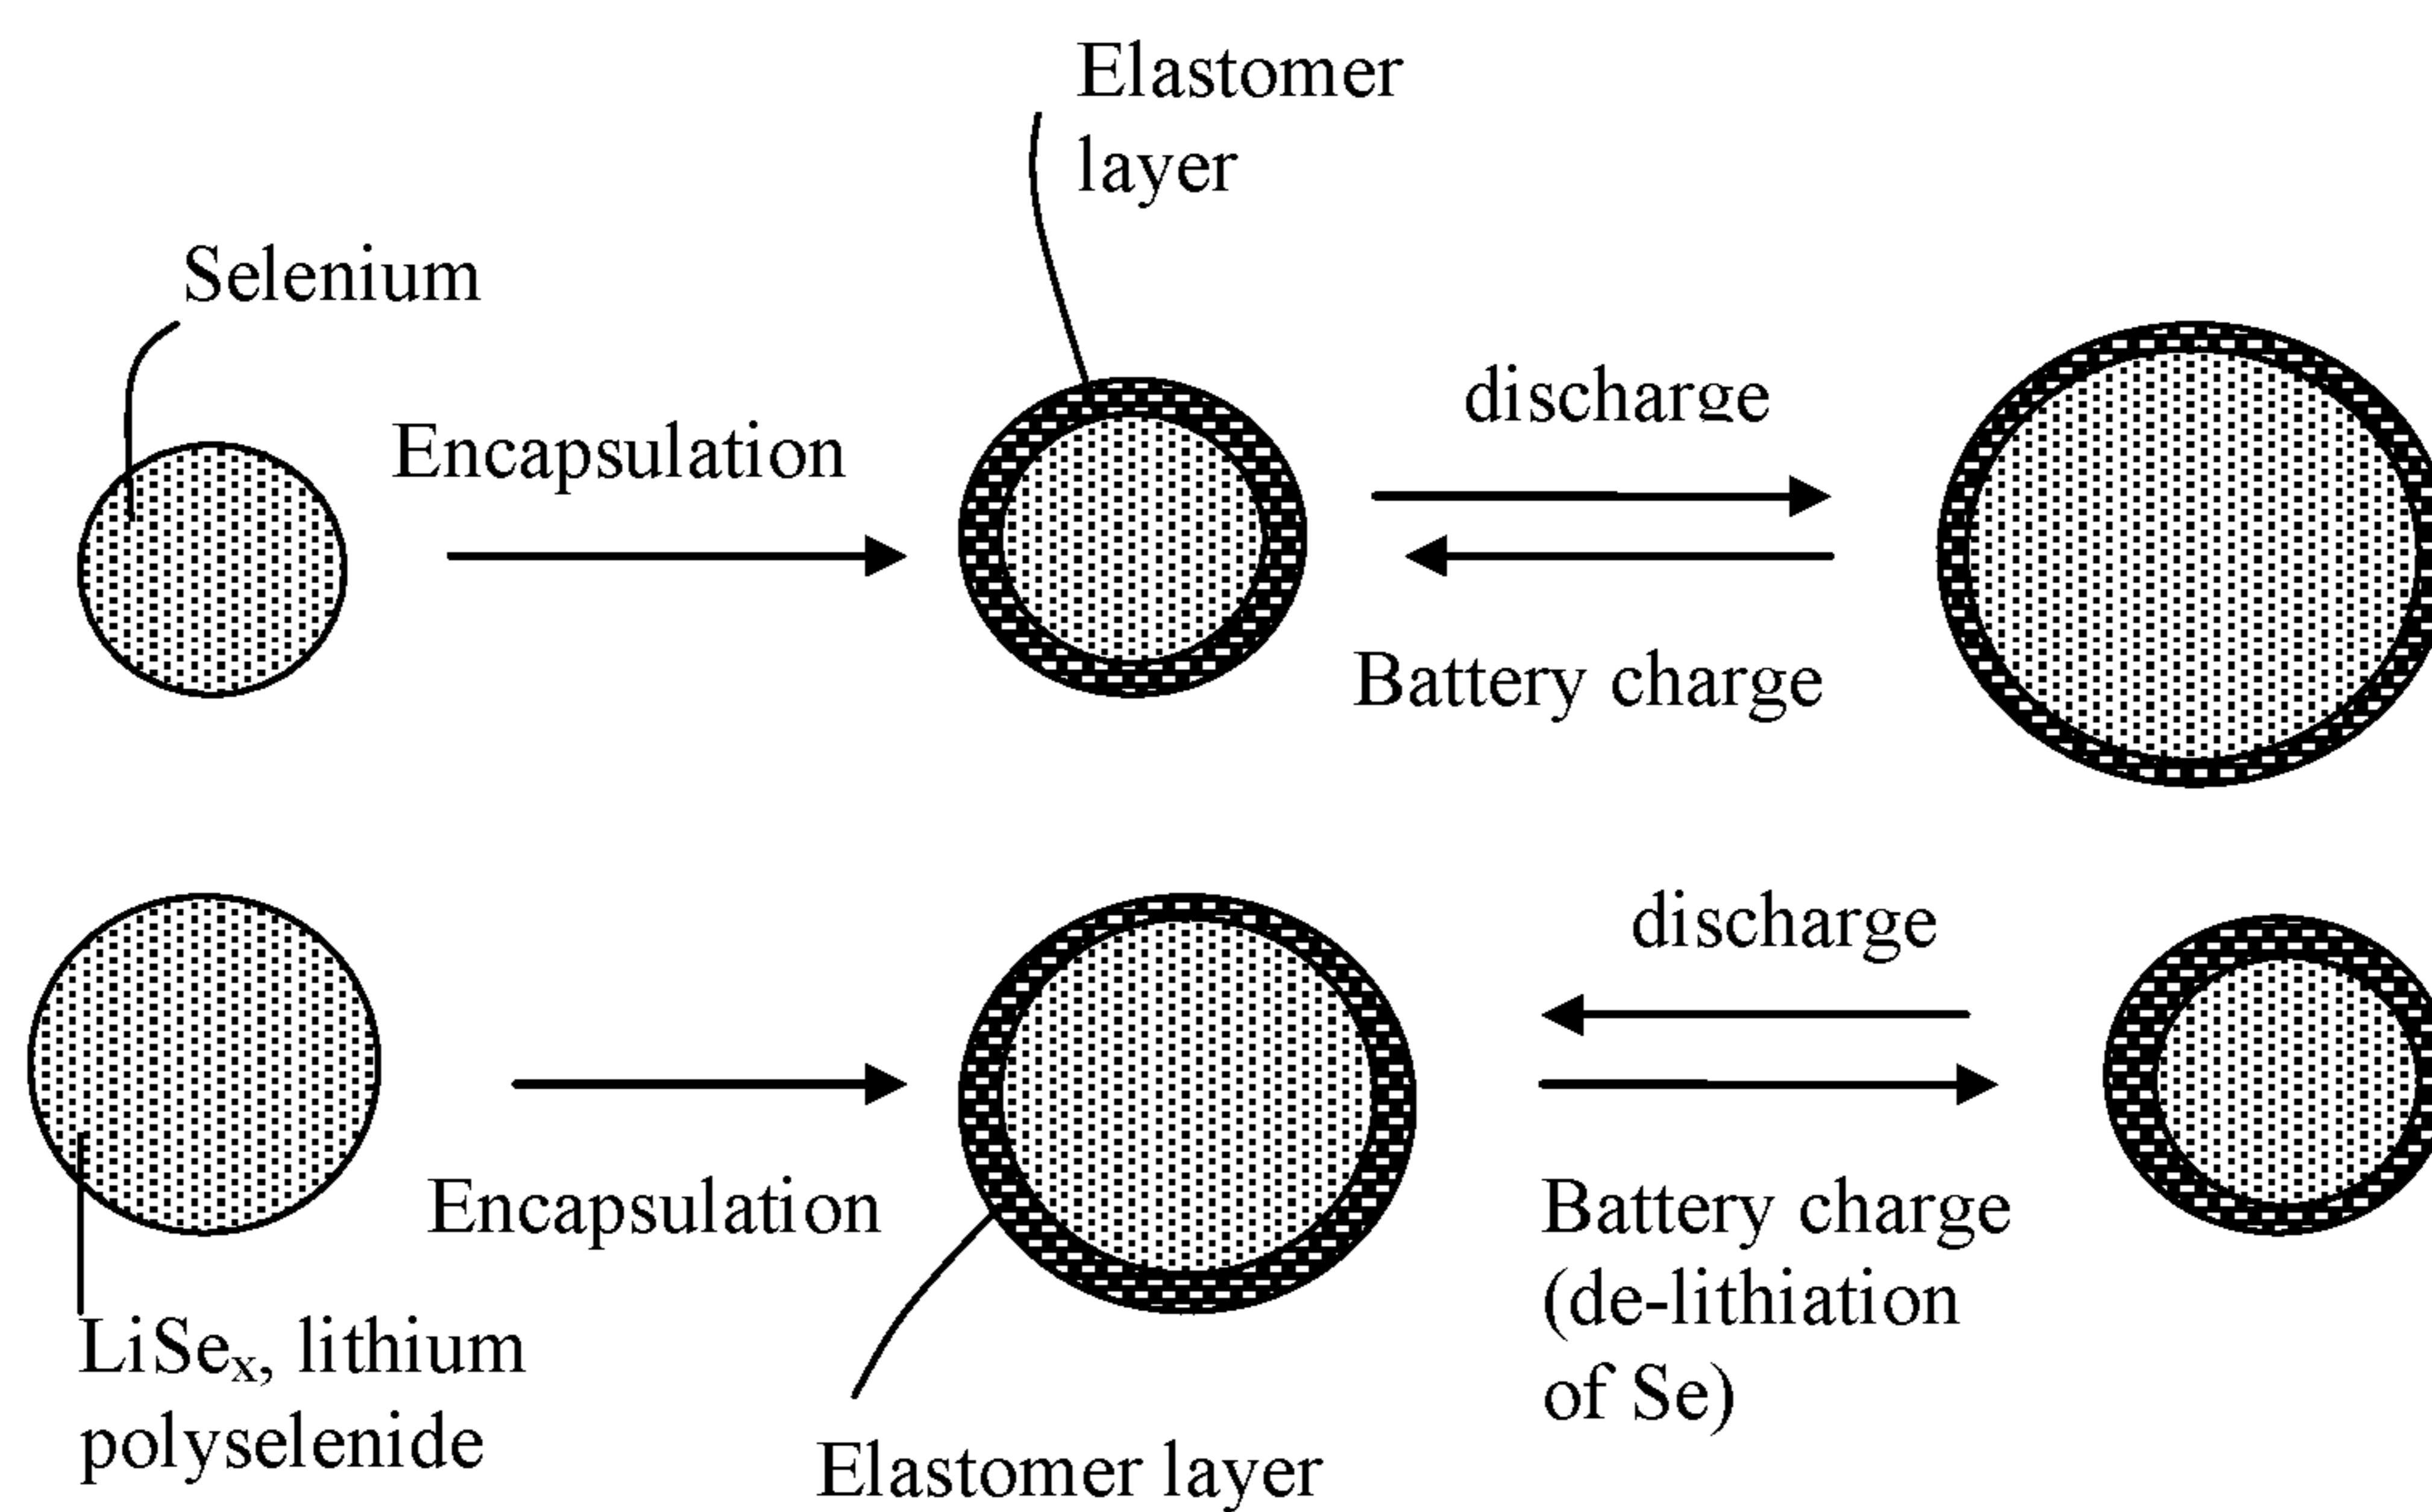 Elastomer
layer
Selenium
Encapsulation
discharge
Battery charge
discharge
Encapsulation
Battery charge
(de-lithiation
of Se)
LiSeₓ, lithium
polyselenide
Elastomer layer